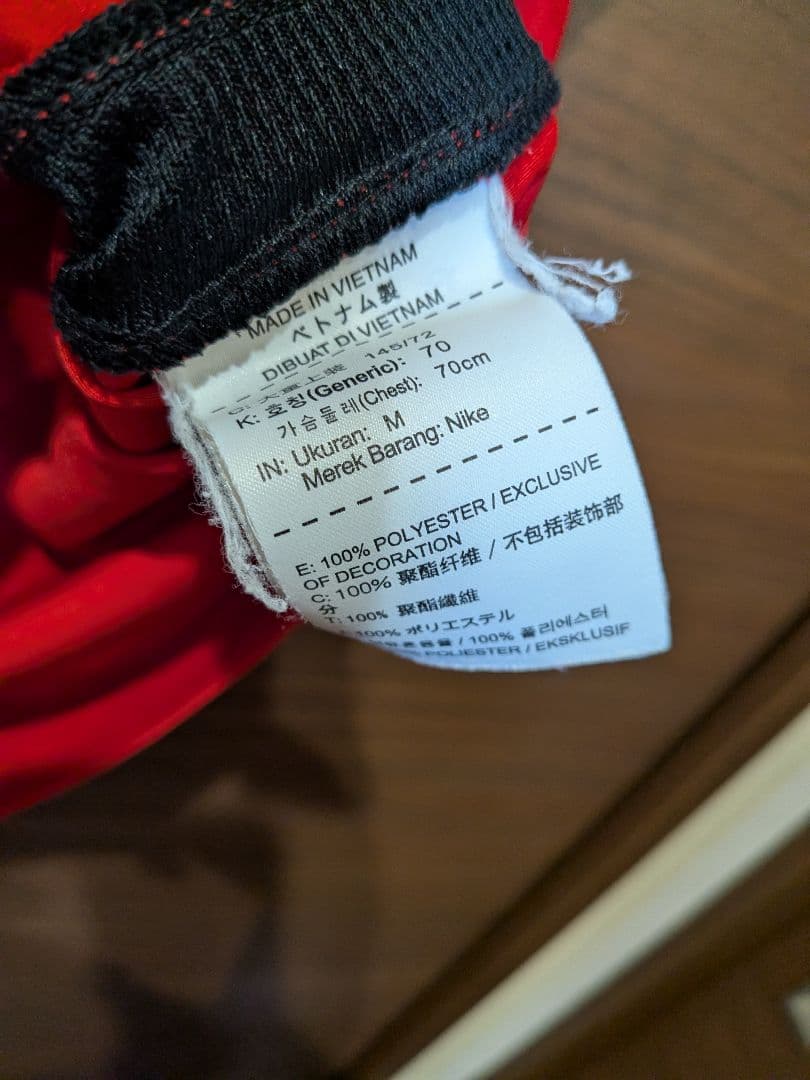 MADE IN VIETNAM
ベトナム製
DIBUAT DI VIETNAM
145/72
K: 호칭(Generic): 70
가슴둘레(Chest): 70cm
IN: Ukuran: M
Merek Barang: Nike
E: 100% POLYESTER / EXCLUSIVE
OF DECORATION
C: 100% 聚酯纤维 / 不包括装饰部
分
T: 100% 聚酯纖維
100% ポリエステル
100% 폴리에스터
POLIESTER / EKSKLUSIF